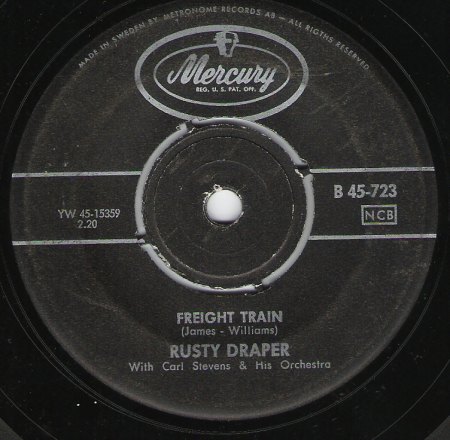 MADE IN SWEDEN BY METRONOME RECORDS AB - ALL RIGTHS RESERVED.
Mercury
REG. U. S. PAT. OFF.
B 45-723
YW 45-15359
2.20
NCB
FREIGHT TRAIN
(James - Williams)
RUSTY DRAPER
With Carl Stevens & His Orchestra